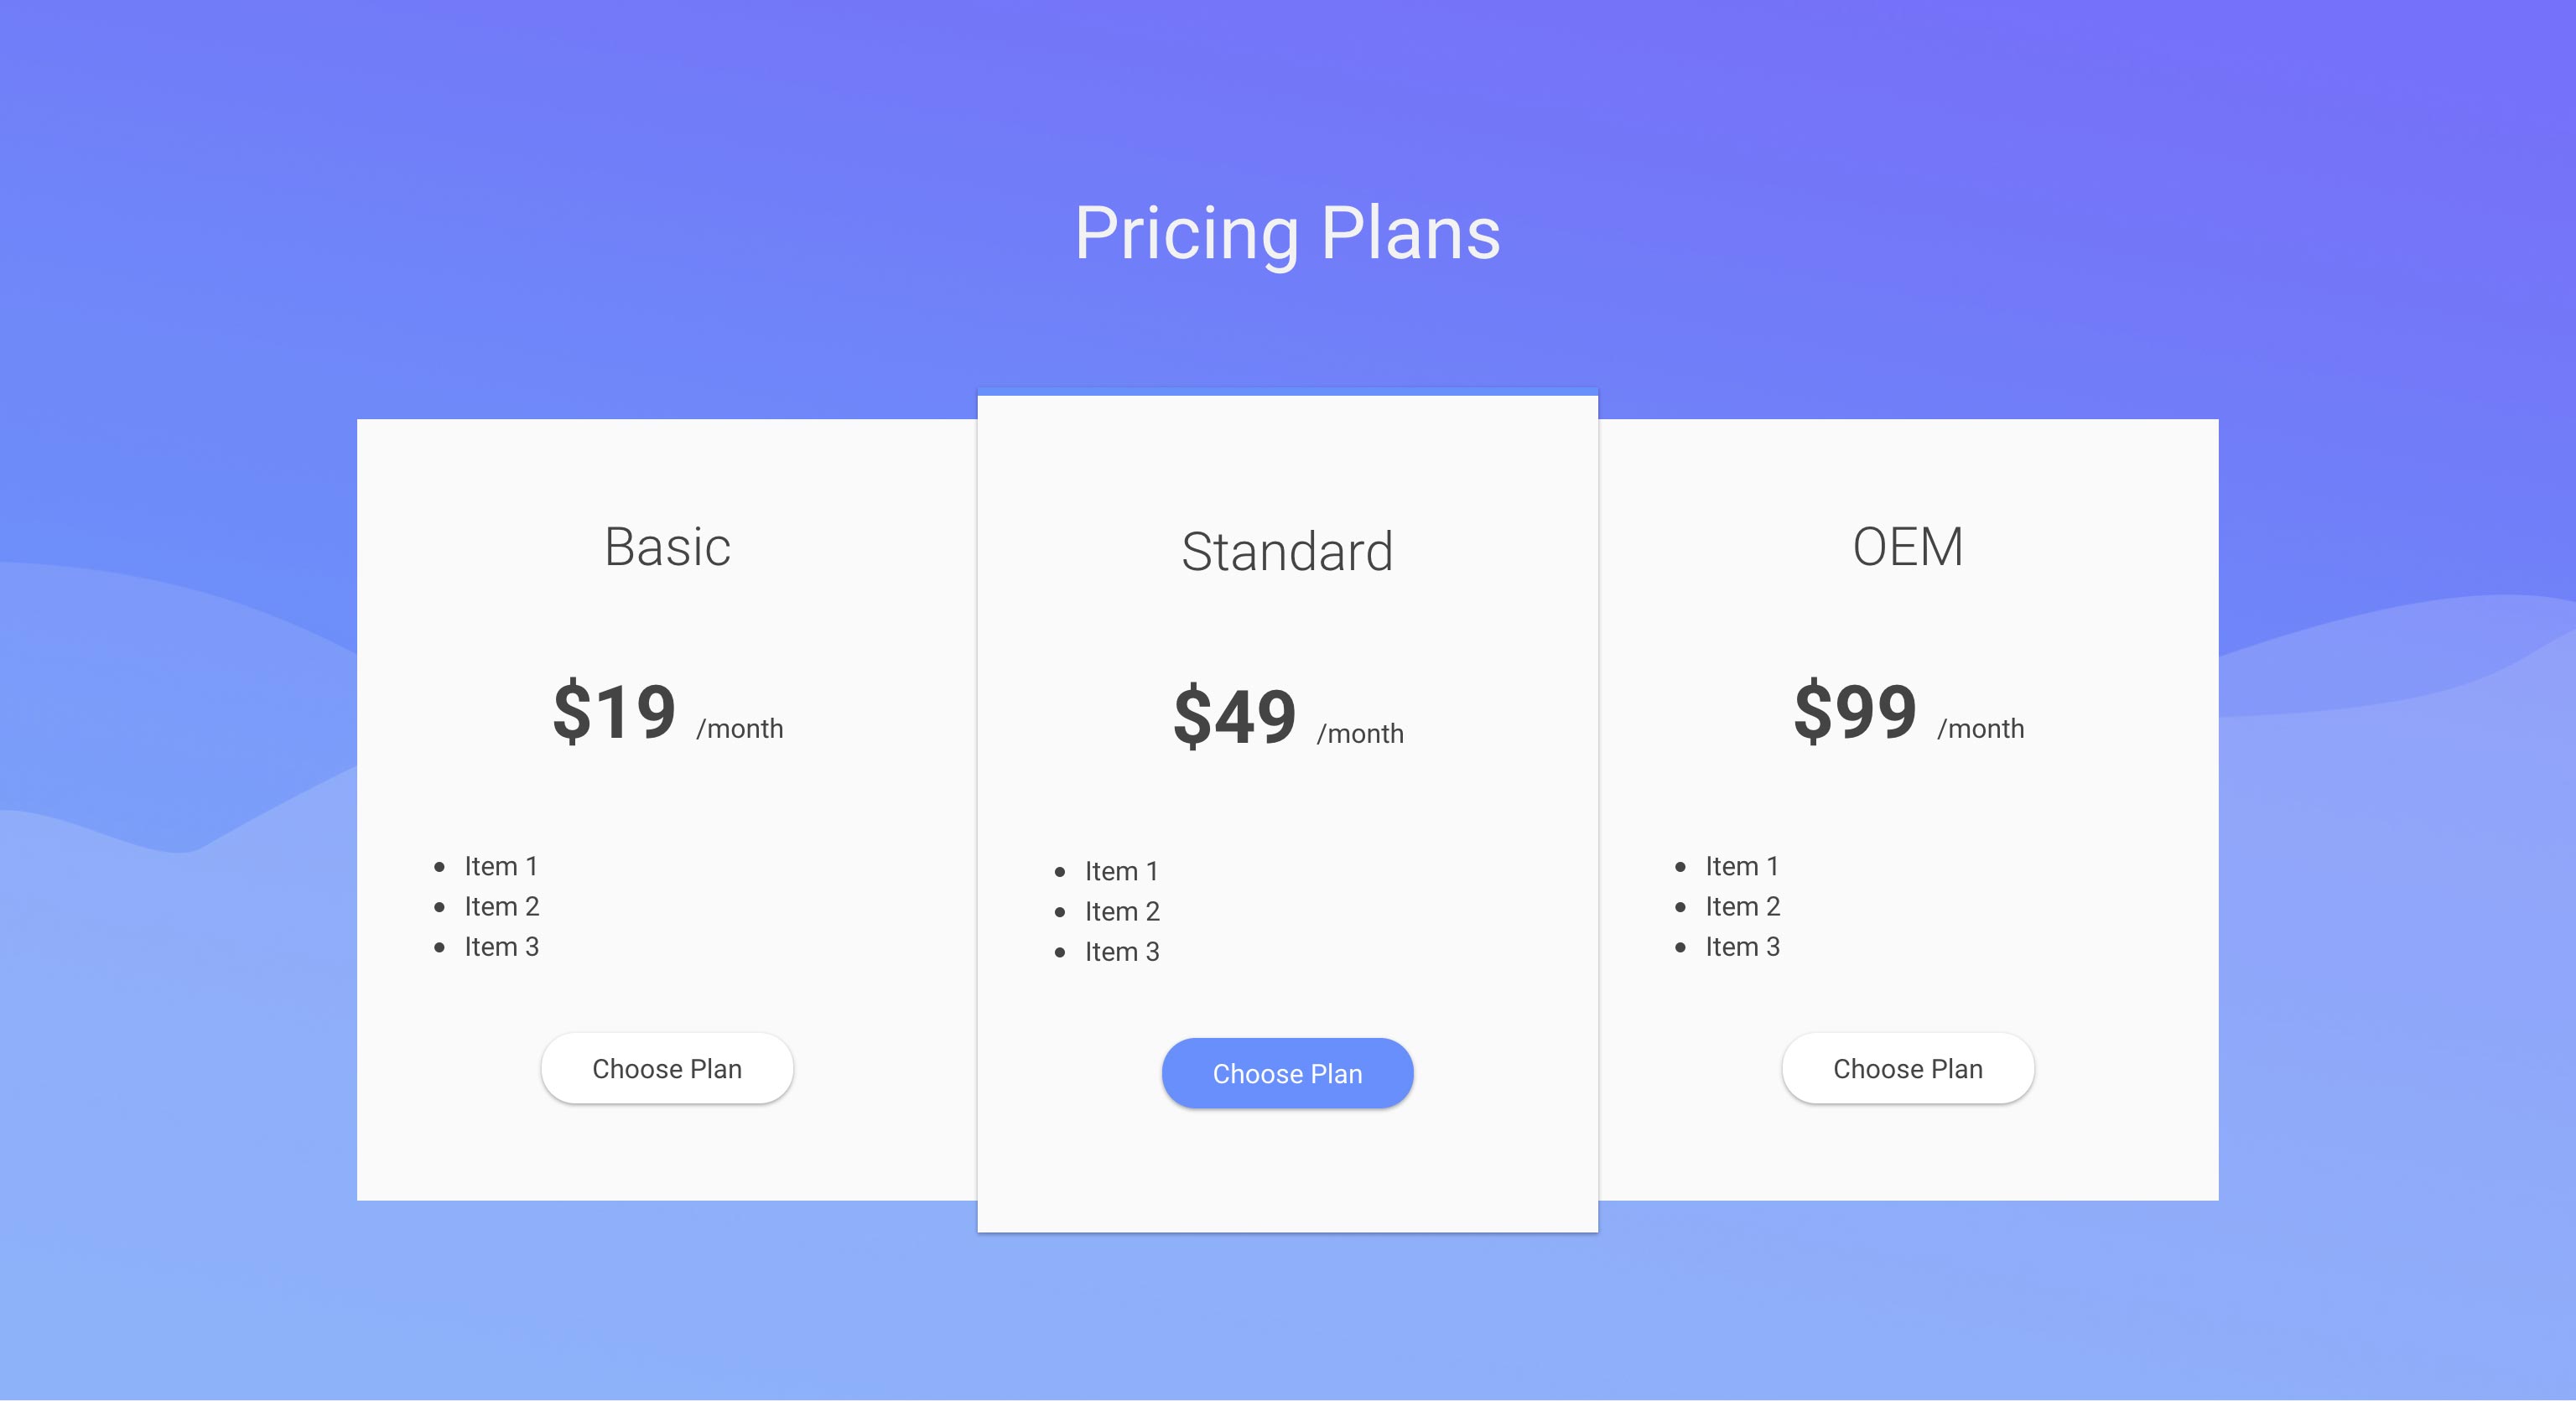 Pricing Plans
Basic
$19 /month
Item 1
Item 2
Item 3
Choose Plan
Standard
$49 /month
Item 1
Item 2
Item 3
Choose Plan
OEM
$99 /month
Item 1
Item 2
Item 3
Choose Plan